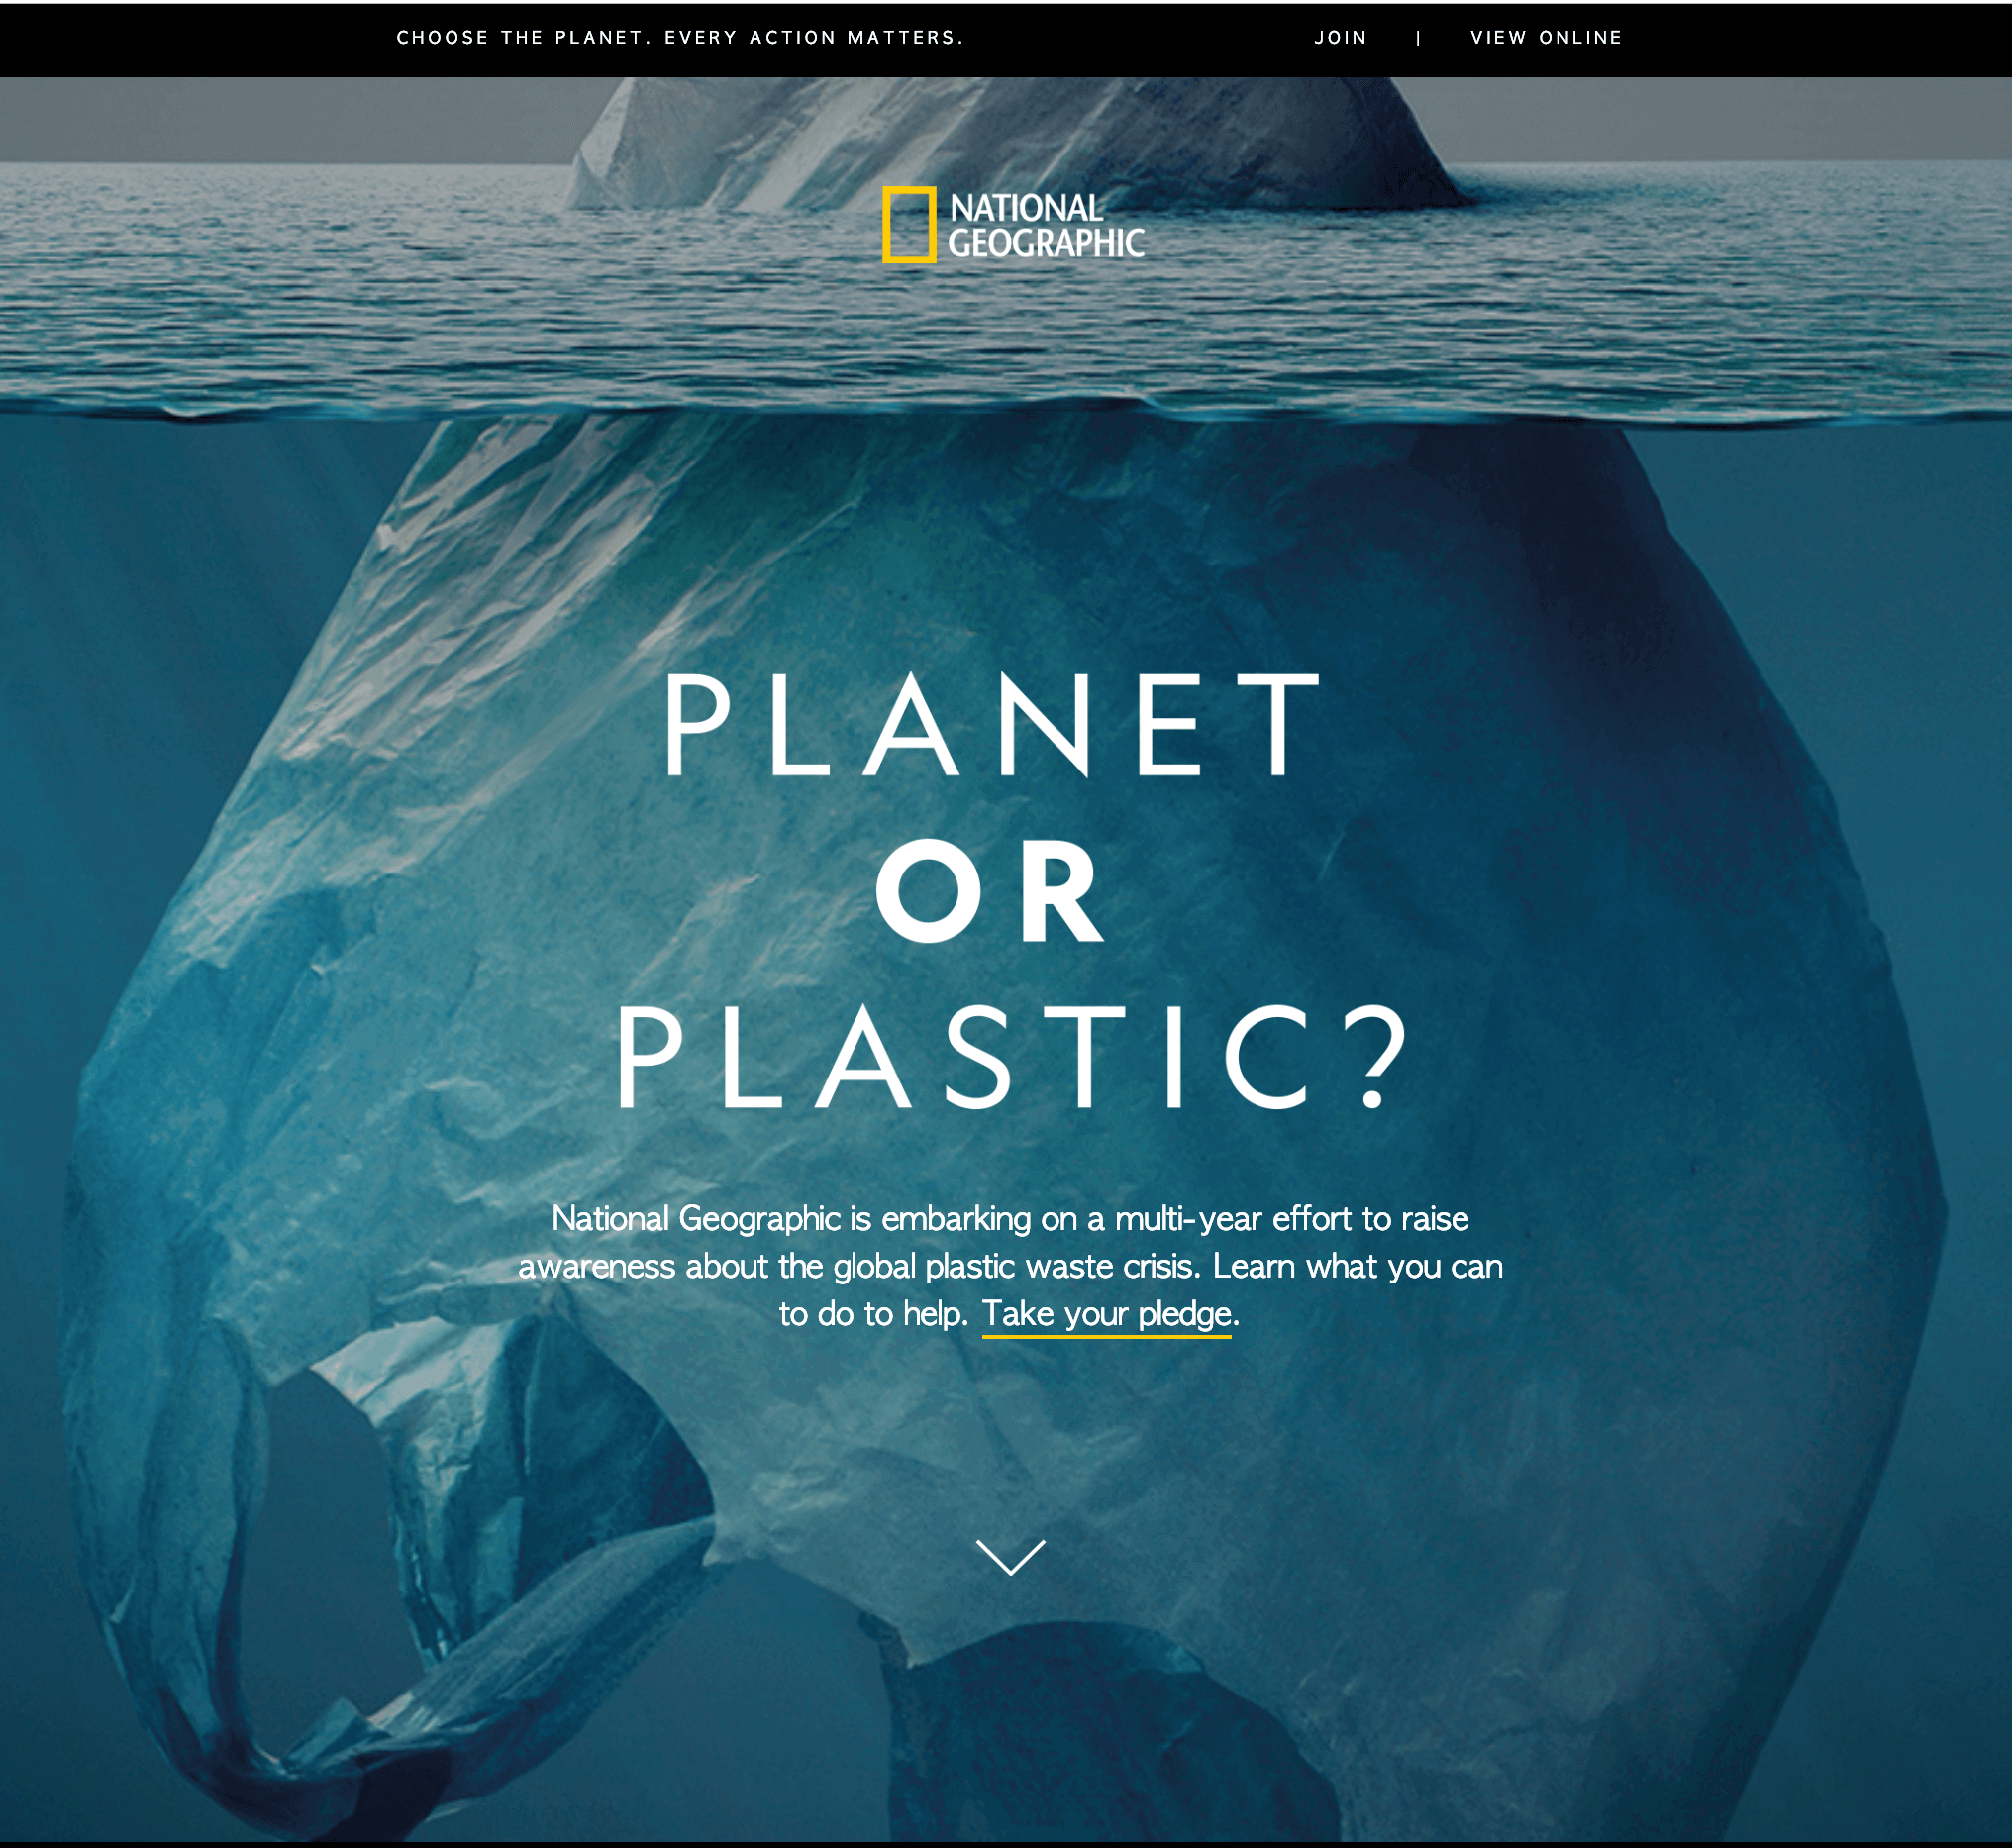 CHOOSE THE PLANET. EVERY ACTION MATTERS.
JOIN | VIEW ONLINE
NATIONAL
GEOGRAPHIC
PLANET
OR
PLASTIC?
National Geographic is embarking on a multi-year effort to raise
awareness about the global plastic waste crisis. Learn what you can
to do to help. Take your pledge.